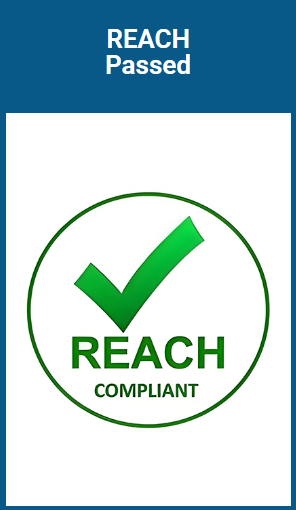 REACH
Passed
REACH
COMPLIANT